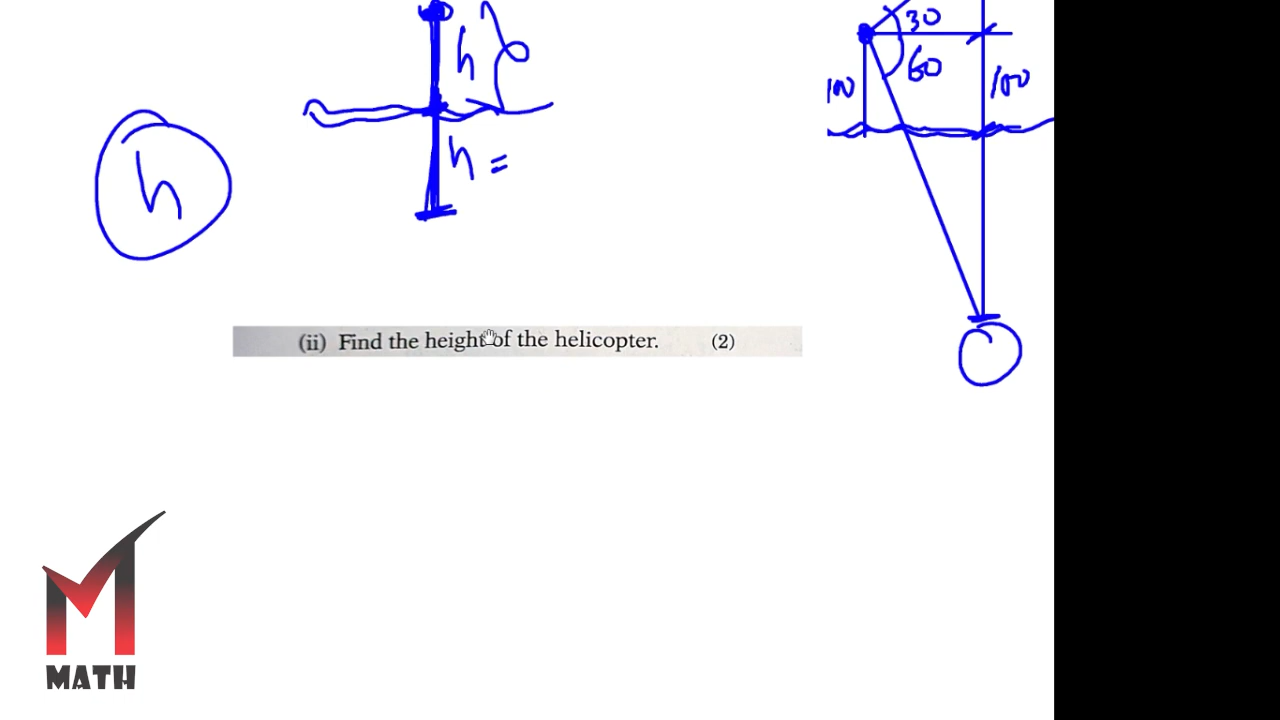 h
h =
h
30
60
100
100
(ii) Find the height of the helicopter. (2)
M
MATH